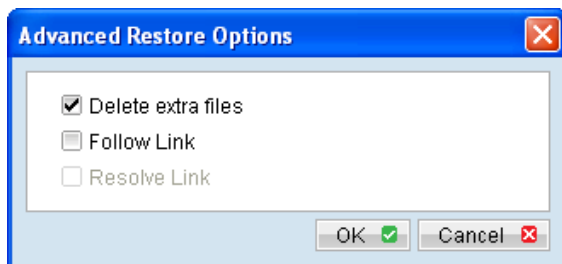 Advanced Restore Options
Delete extra files
Follow Link
Resolve Link
OK Cancel